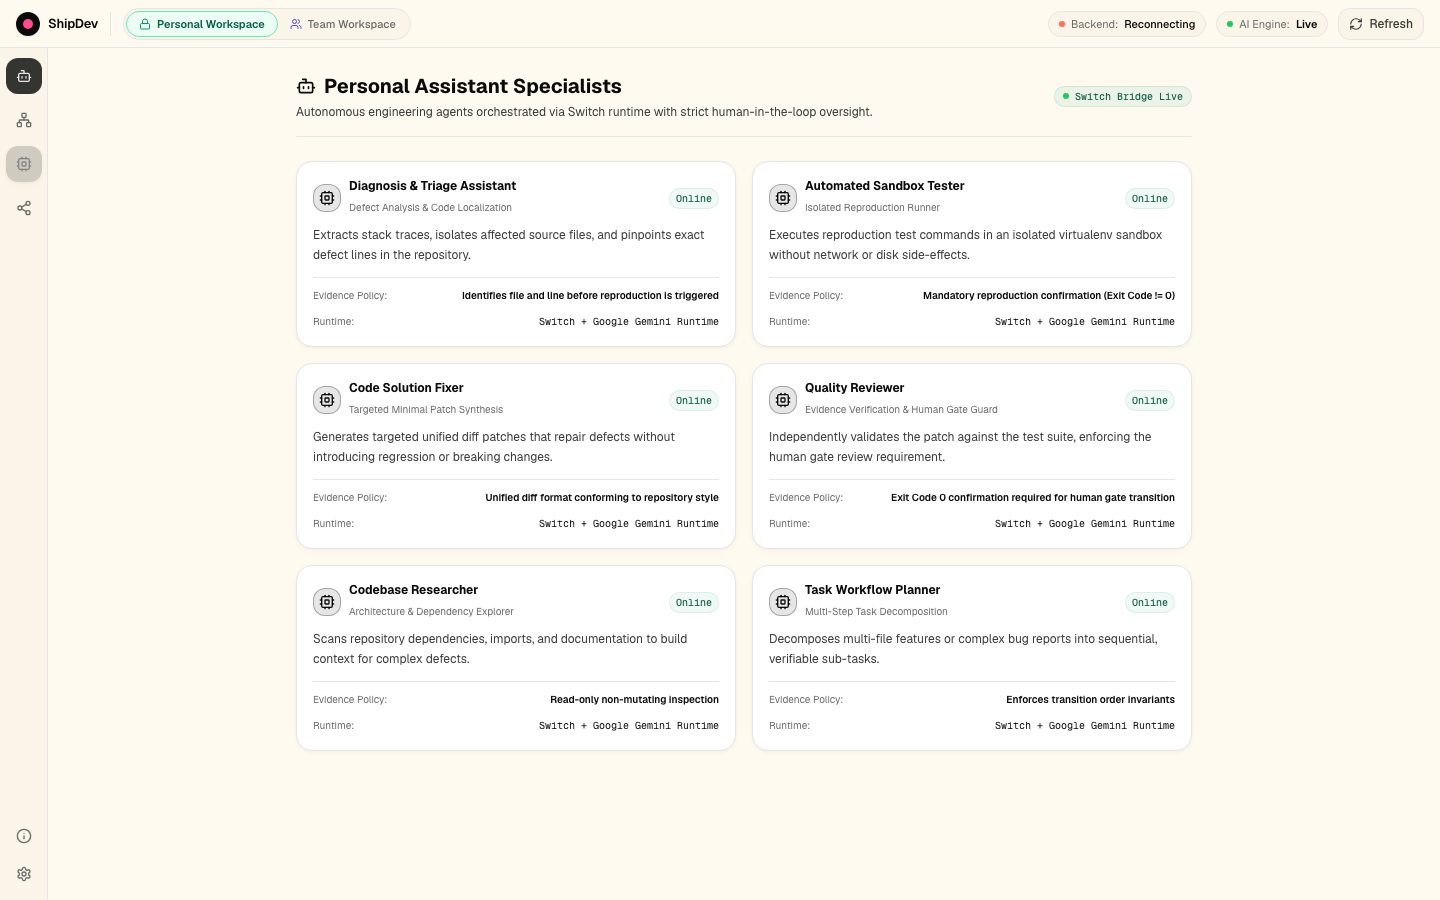 ShipDev
Personal Workspace
Team Workspace
Backend: Reconnecting
AI Engine: Live
Refresh
Personal Assistant Specialists
Autonomous engineering agents orchestrated via Switch runtime with strict human-in-the-loop oversight.
Switch Bridge Live
Diagnosis & Triage Assistant
Defect Analysis & Code Localization
Online
Extracts stack traces, isolates affected source files, and pinpoints exact
defect lines in the repository.
Evidence Policy: Identifies file and line before reproduction is triggered
Runtime: Switch + Google Gemini Runtime
Automated Sandbox Tester
Isolated Reproduction Runner
Online
Executes reproduction test commands in an isolated virtualenv sandbox
without network or disk side-effects.
Evidence Policy: Mandatory reproduction confirmation (Exit Code != 0)
Runtime: Switch + Google Gemini Runtime
Code Solution Fixer
Targeted Minimal Patch Synthesis
Online
Generates targeted unified diff patches that repair defects without
introducing regression or breaking changes.
Evidence Policy: Unified diff format conforming to repository style
Runtime: Switch + Google Gemini Runtime
Quality Reviewer
Evidence Verification & Human Gate Guard
Online
Independently validates the patch against the test suite, enforcing the
human gate review requirement.
Evidence Policy: Exit Code 0 confirmation required for human gate transition
Runtime: Switch + Google Gemini Runtime
Codebase Researcher
Architecture & Dependency Explorer
Online
Scans repository dependencies, imports, and documentation to build
context for complex defects.
Evidence Policy: Read-only non-mutating inspection
Runtime: Switch + Google Gemini Runtime
Task Workflow Planner
Multi-Step Task Decomposition
Online
Decomposes multi-file features or complex bug reports into sequential,
verifiable sub-tasks.
Evidence Policy: Enforces transition order invariants
Runtime: Switch + Google Gemini Runtime